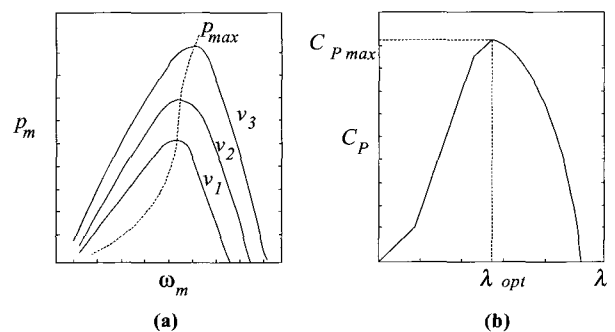 p_max
p_m
v_3
v_2
v_1
ω_m
(a)
C_P max
C_P
λ_opt
λ
(b)